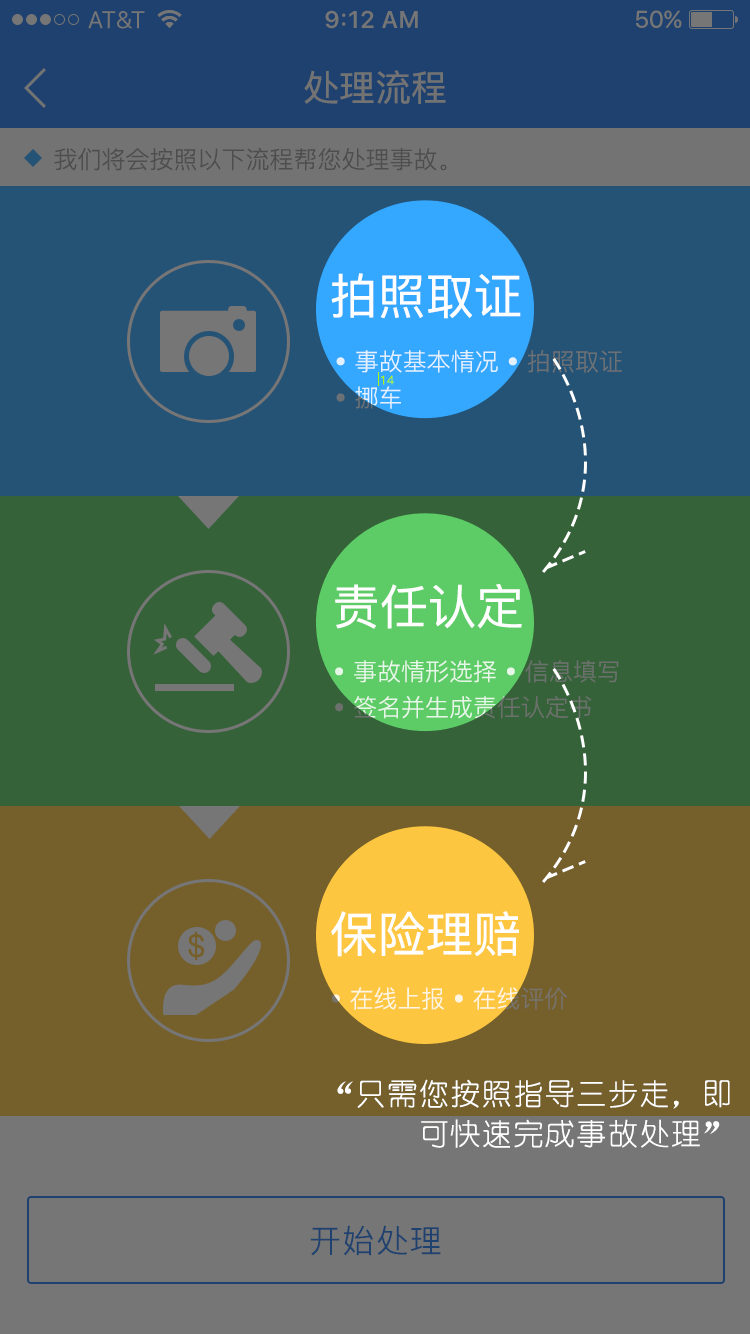 AT&T 9:12 AM 50%
处理流程
我们将会按照以下流程帮您处理事故。
拍照取证
• 事故基本情况 • 拍照取证
14
• 挪车
责任认定
• 事故情形选择 • 信息填写
• 签名并生成责任认定书
$
保险理赔
• 在线上报 • 在线评价
“只需您按照指导三步走，即
可快速完成事故处理”
开始处理